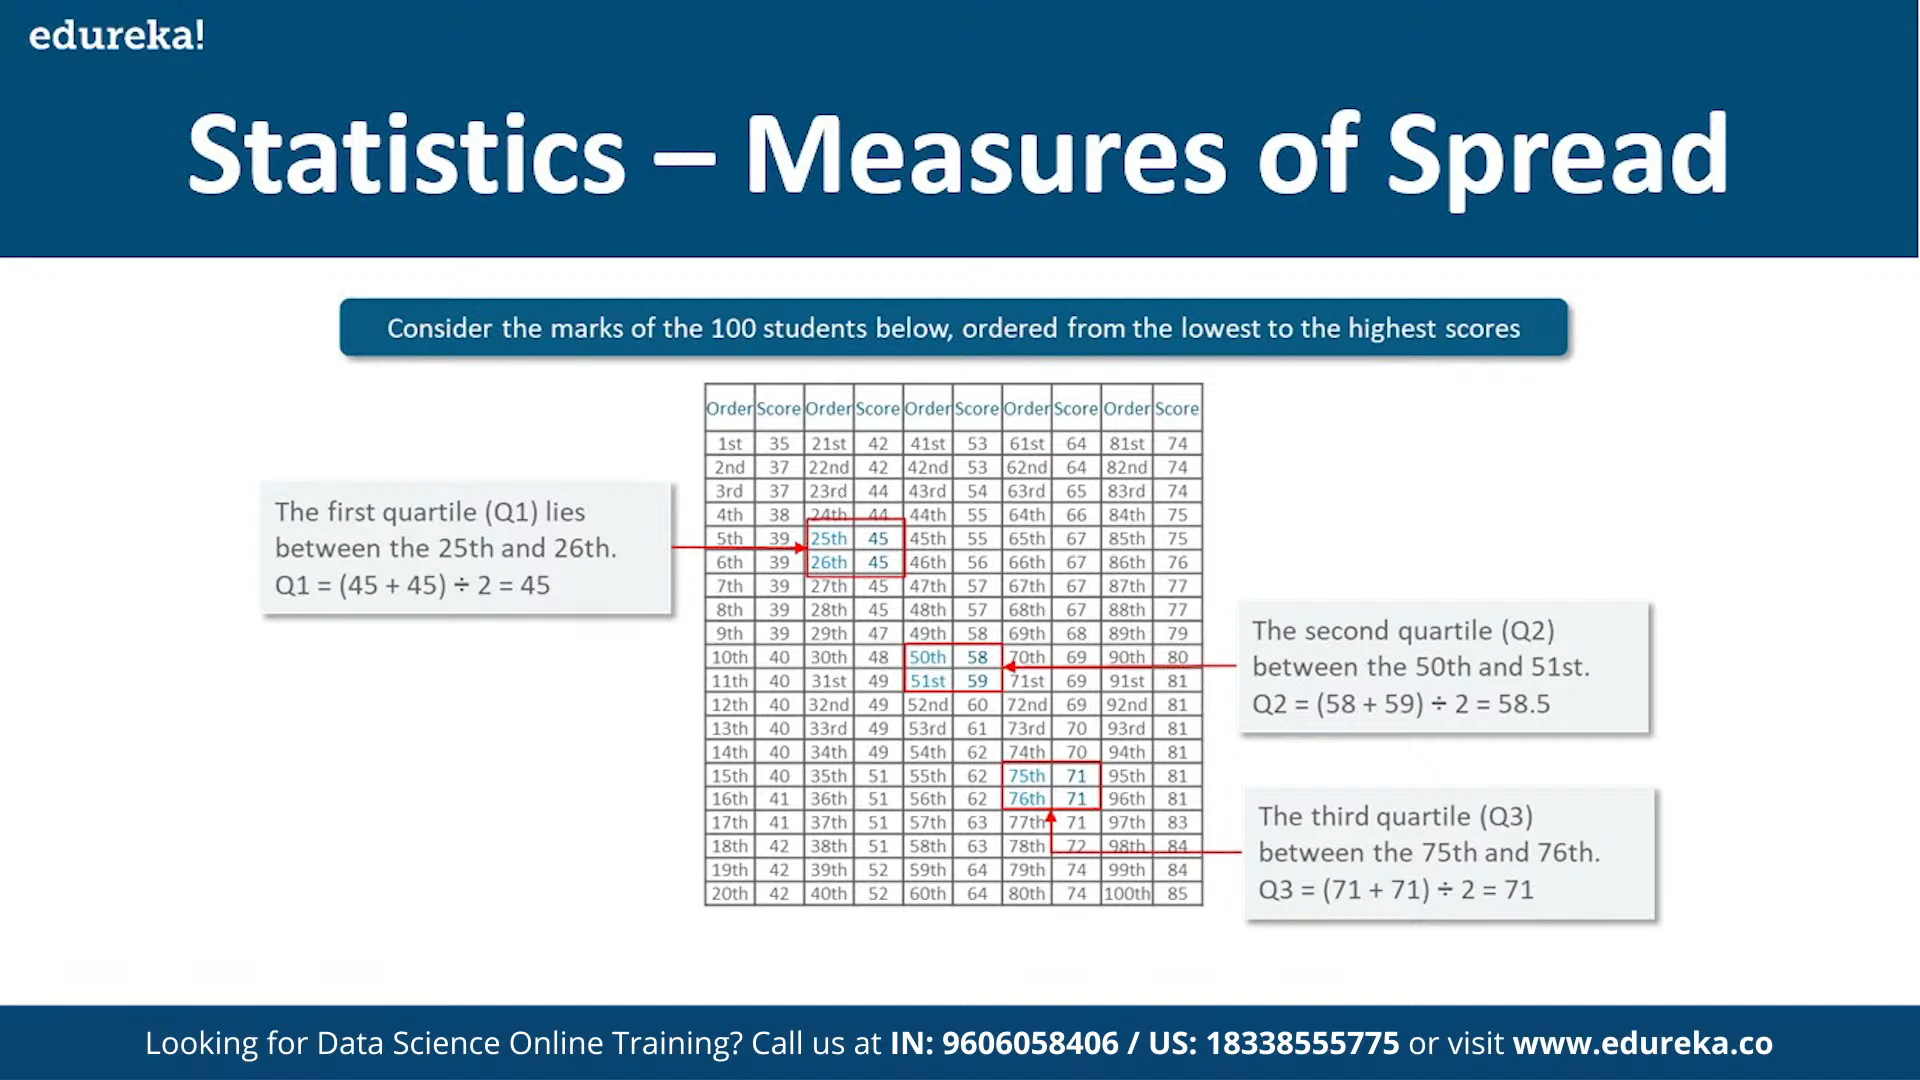 edureka!
Statistics – Measures of Spread
Consider the marks of the 100 students below, ordered from the lowest to the highest scores
Order Score Order Score Order Score Order Score Order Score
1st 35 21st 42 41st 53 61st 64 81st 74
2nd 37 22nd 42 42nd 53 62nd 64 82nd 74
3rd 37 23rd 44 43rd 54 63rd 65 83rd 74
4th 38 24th 44 44th 55 64th 66 84th 75
5th 39 25th 45 45th 55 65th 67 85th 75
6th 39 26th 45 46th 56 66th 67 86th 76
7th 39 27th 45 47th 57 67th 67 87th 77
8th 39 28th 45 48th 57 68th 67 88th 77
9th 39 29th 47 49th 58 69th 68 89th 79
10th 40 30th 48 50th 58 70th 69 90th 80
11th 40 31st 49 51st 59 71st 69 91st 81
12th 40 32nd 49 52nd 60 72nd 69 92nd 81
13th 40 33rd 49 53rd 61 73rd 70 93rd 81
14th 40 34th 49 54th 62 74th 70 94th 81
15th 40 35th 51 55th 62 75th 71 95th 81
16th 41 36th 51 56th 62 76th 71 96th 81
17th 41 37th 51 57th 63 77th 71 97th 83
18th 42 38th 51 58th 63 78th 72 98th 84
19th 42 39th 52 59th 64 79th 74 99th 84
20th 42 40th 52 60th 64 80th 74 100th 85
The first quartile (Q1) lies
between the 25th and 26th.
Q1 = (45 + 45) ÷ 2 = 45
The second quartile (Q2)
between the 50th and 51st.
Q2 = (58 + 59) ÷ 2 = 58.5
The third quartile (Q3)
between the 75th and 76th.
Q3 = (71 + 71) ÷ 2 = 71
Looking for Data Science Online Training? Call us at IN: 9606058406 / US: 18338555775 or visit www.edureka.co